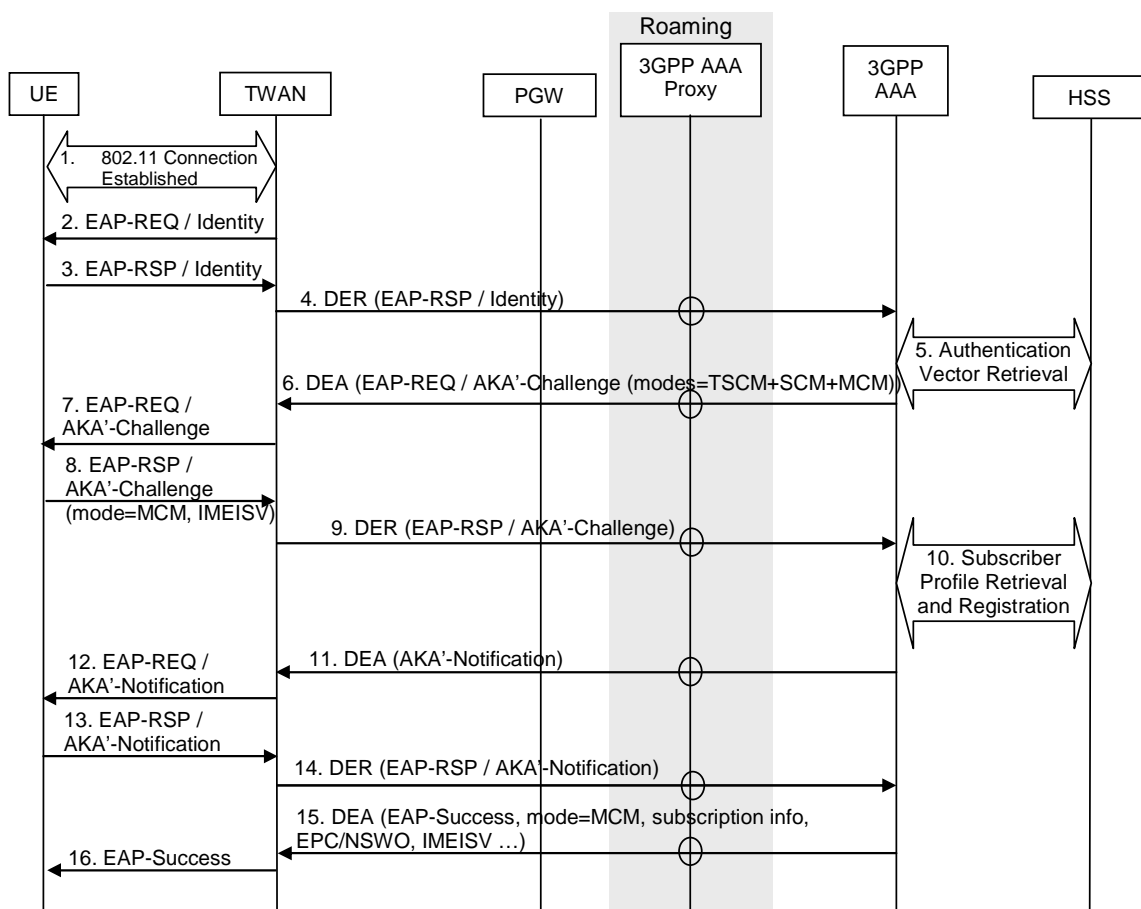 Roaming
UE
TWAN
PGW
3GPP AAA
Proxy
3GPP
AAA
HSS
1. 802.11 Connection
Established
2. EAP-REQ / Identity
3. EAP-RSP / Identity
4. DER (EAP-RSP / Identity)
5. Authentication
Vector Retrieval
6. DEA (EAP-REQ / AKA'-Challenge (modes=TSCM+SCM+MCM))
7. EAP-REQ /
AKA'-Challenge
8. EAP-RSP /
AKA'-Challenge
(mode=MCM, IMEISV)
9. DER (EAP-RSP / AKA'-Challenge)
10. Subscriber
Profile Retrieval
and Registration
11. DEA (AKA'-Notification)
12. EAP-REQ /
AKA'-Notification
13. EAP-RSP /
AKA'-Notification
14. DER (EAP-RSP / AKA'-Notification)
15. DEA (EAP-Success, mode=MCM, subscription info,
EPC/NSWO, IMEISV …)
16. EAP-Success